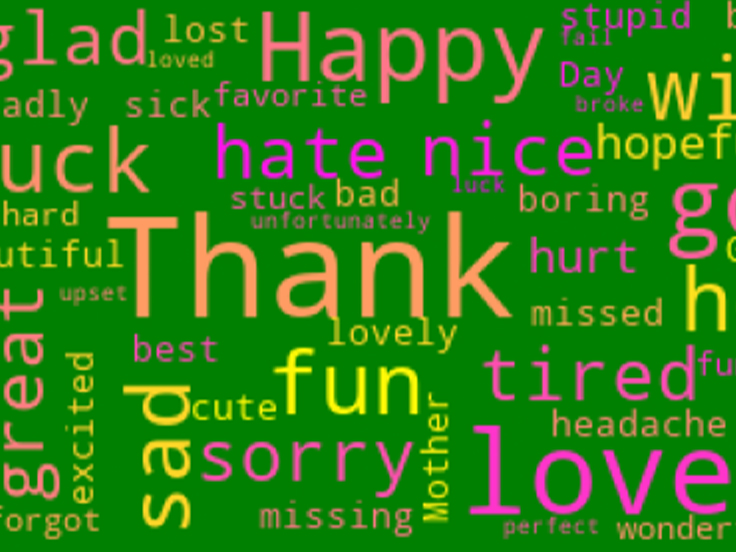 glad
lost
loved
Happy
stupid
fail
Day
broke
adly
sick
favorite
Wi
uck
hate
nice
hopef
luck
stuck
bad
boring
go
hard
unfortunately
utiful
Thank
hurt
upset
missed
h
lovely
great
best
excited
sad
cute
fun
tired
fu
Mother
headache
sorry
love
forgot
missing
perfect
wonder